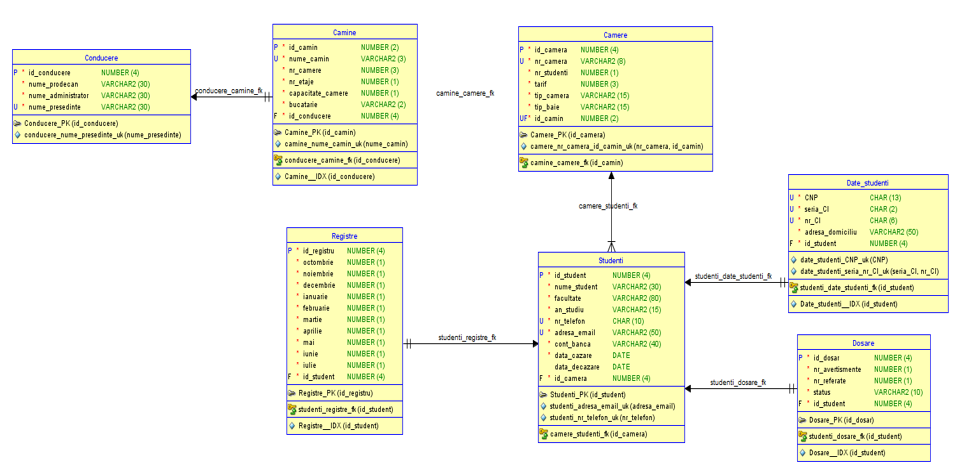 Conducere
P * id_conducere NUMBER (4)
* nume_prodecan VARCHAR2 (30)
* nume_administrator VARCHAR2 (30)
U * nume_presedinte VARCHAR2 (30)
Conducere_PK (id_conducere)
conducere_nume_presedinte_uk (nume_presedinte)
conducere_camine_fk
Camine
P * id_camin NUMBER (2)
U * nume_camin VARCHAR2 (3)
* nr_camere NUMBER (3)
* nr_etaje NUMBER (1)
* capacitate_camere NUMBER (1)
* bucatarie VARCHAR2 (2)
F * id_conducere NUMBER (4)
Camine_PK (id_camin)
camine_nume_camin_uk (nume_camin)
conducere_camine_fk (id_conducere)
Camine__IDX (id_conducere)
camine_camere_fk
Camere
P * id_camera NUMBER (4)
U * nr_camera VARCHAR2 (8)
* nr_studenti NUMBER (1)
* tarif NUMBER (3)
* tip_camera VARCHAR2 (15)
* tip_baie VARCHAR2 (15)
UF* id_camin NUMBER (2)
Camere_PK (id_camera)
camere_nr_camera_id_camin_uk (nr_camera, id_camin)
camine_camere_fk (id_camin)
camere_studenti_fk
Date_studenti
U * CNP CHAR (13)
U * seria_CI CHAR (2)
U * nr_CI CHAR (6)
* adresa_domiciliu VARCHAR2 (50)
F * id_student NUMBER (4)
date_studenti_CNP_uk (CNP)
date_studenti_seria_nr_CI_uk (seria_CI, nr_CI)
studenti_date_studenti_fk (id_student)
Date_studenti__IDX (id_student)
studenti_date_studenti_fk
Registre
P * id_registru NUMBER (4)
* octombrie NUMBER (1)
* noiembrie NUMBER (1)
* decembrie NUMBER (1)
* ianuarie NUMBER (1)
* februarie NUMBER (1)
* martie NUMBER (1)
* aprilie NUMBER (1)
* mai NUMBER (1)
* iunie NUMBER (1)
* iulie NUMBER (1)
F * id_student NUMBER (4)
Registre_PK (id_registru)
studenti_registre_fk (id_student)
Registre__IDX (id_student)
studenti_registre_fk
Studenti
P * id_student NUMBER (4)
* nume_student VARCHAR2 (30)
* facultate VARCHAR2 (80)
* an_studiu VARCHAR2 (15)
U * nr_telefon CHAR (10)
U * adresa_email VARCHAR2 (50)
* cont_banca VARCHAR2 (40)
* data_cazare DATE
data_decazare DATE
F * id_camera NUMBER (4)
Studenti_PK (id_student)
studenti_adresa_email_uk (adresa_email)
studenti_nr_telefon_uk (nr_telefon)
camere_studenti_fk (id_camera)
studenti_dosare_fk
Dosare
P * id_dosar NUMBER (4)
* nr_avertismente NUMBER (1)
* nr_referate NUMBER (1)
* status VARCHAR2 (10)
F * id_student NUMBER (4)
Dosare_PK (id_dosar)
studenti_dosare_fk (id_student)
Dosare__IDX (id_student)